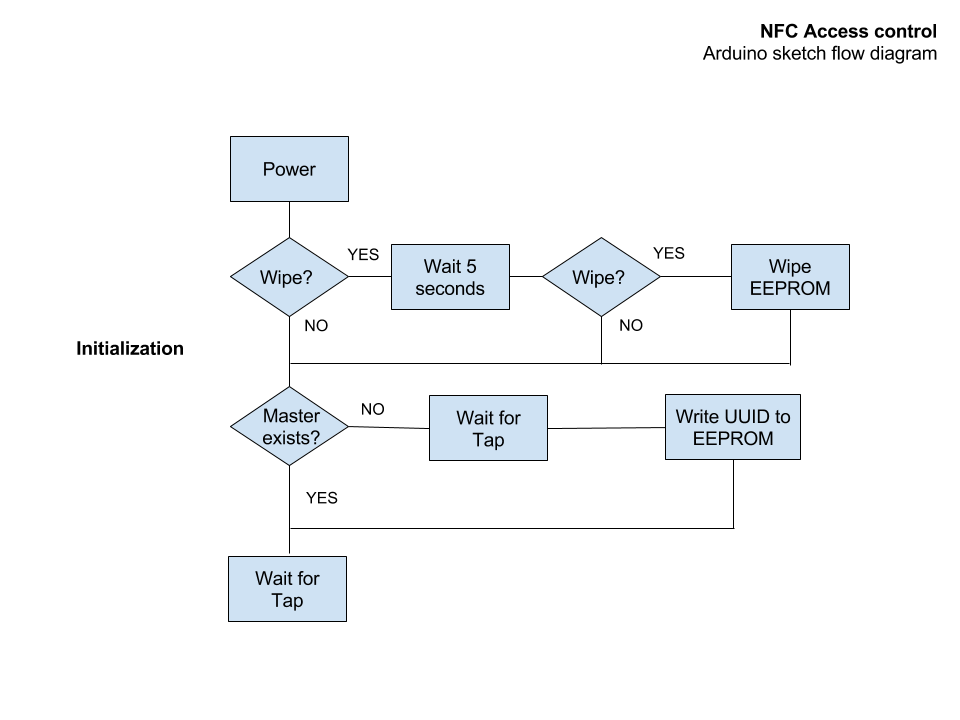 NFC Access control
Arduino sketch flow diagram
Power
YES
YES
Wipe?
Wait 5
seconds
Wipe?
Wipe
EEPROM
NO
NO
Initialization
Master
exists?
NO
Wait for
Tap
Write UUID to
EEPROM
YES
Wait for
Tap